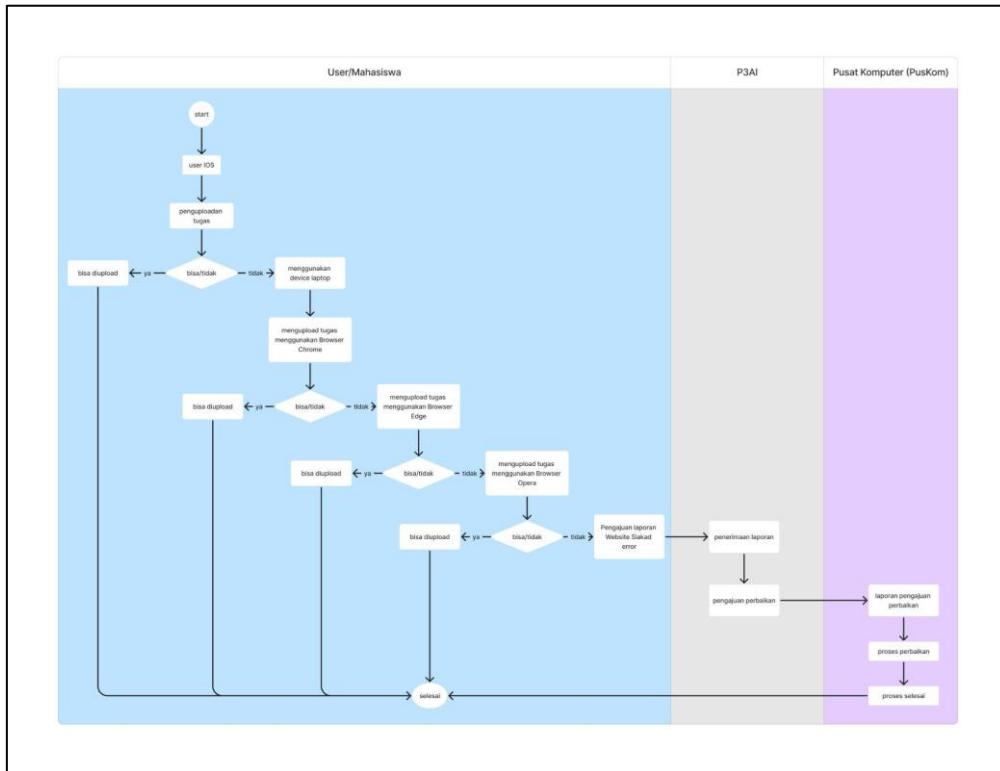 User/Mahasiswa
P3AI
Pusat Komputer (PusKom)
start
user IOS
penguploadan
tugas
bisa diupload
ya
bisa/tidak
tidak
menggunakan
device laptop
mengupload tugas
menggunakan Browser
Chrome
bisa diupload
ya
bisa/tidak
tidak
mengupload tugas
menggunakan Browser
Edge
bisa diupload
ya
bisa/tidak
tidak
mengupload tugas
menggunakan Browser
Opera
bisa diupload
ya
bisa/tidak
tidak
Pengajuan laporan
Website Siakad
error
penerimaan laporan
pengajuan perbaikan
laporan pengajuan
perbaikan
proses perbaikan
selesai
proses selesai